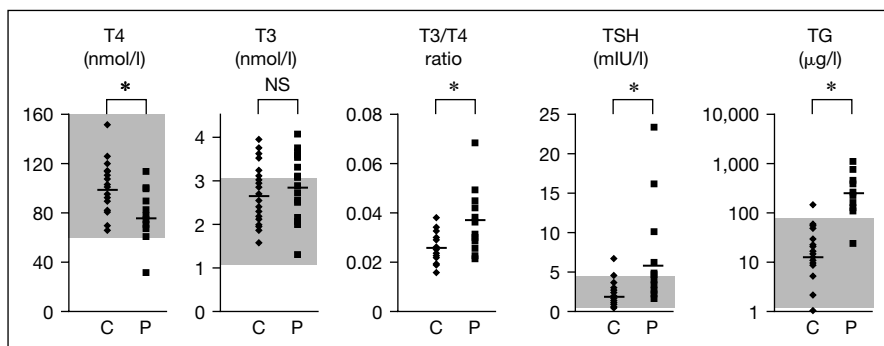 T4
(nmol/l)
*
160
120
80
40
0
C P
T3
(nmol/l)
NS
4
3
2
1
0
C P
T3/T4
ratio
*
0.08
0.06
0.04
0.02
0
C P
TSH
(mIU/l)
*
25
20
15
10
5
0
C P
TG
(µg/l)
*
10,000
1,000
100
10
1
C P